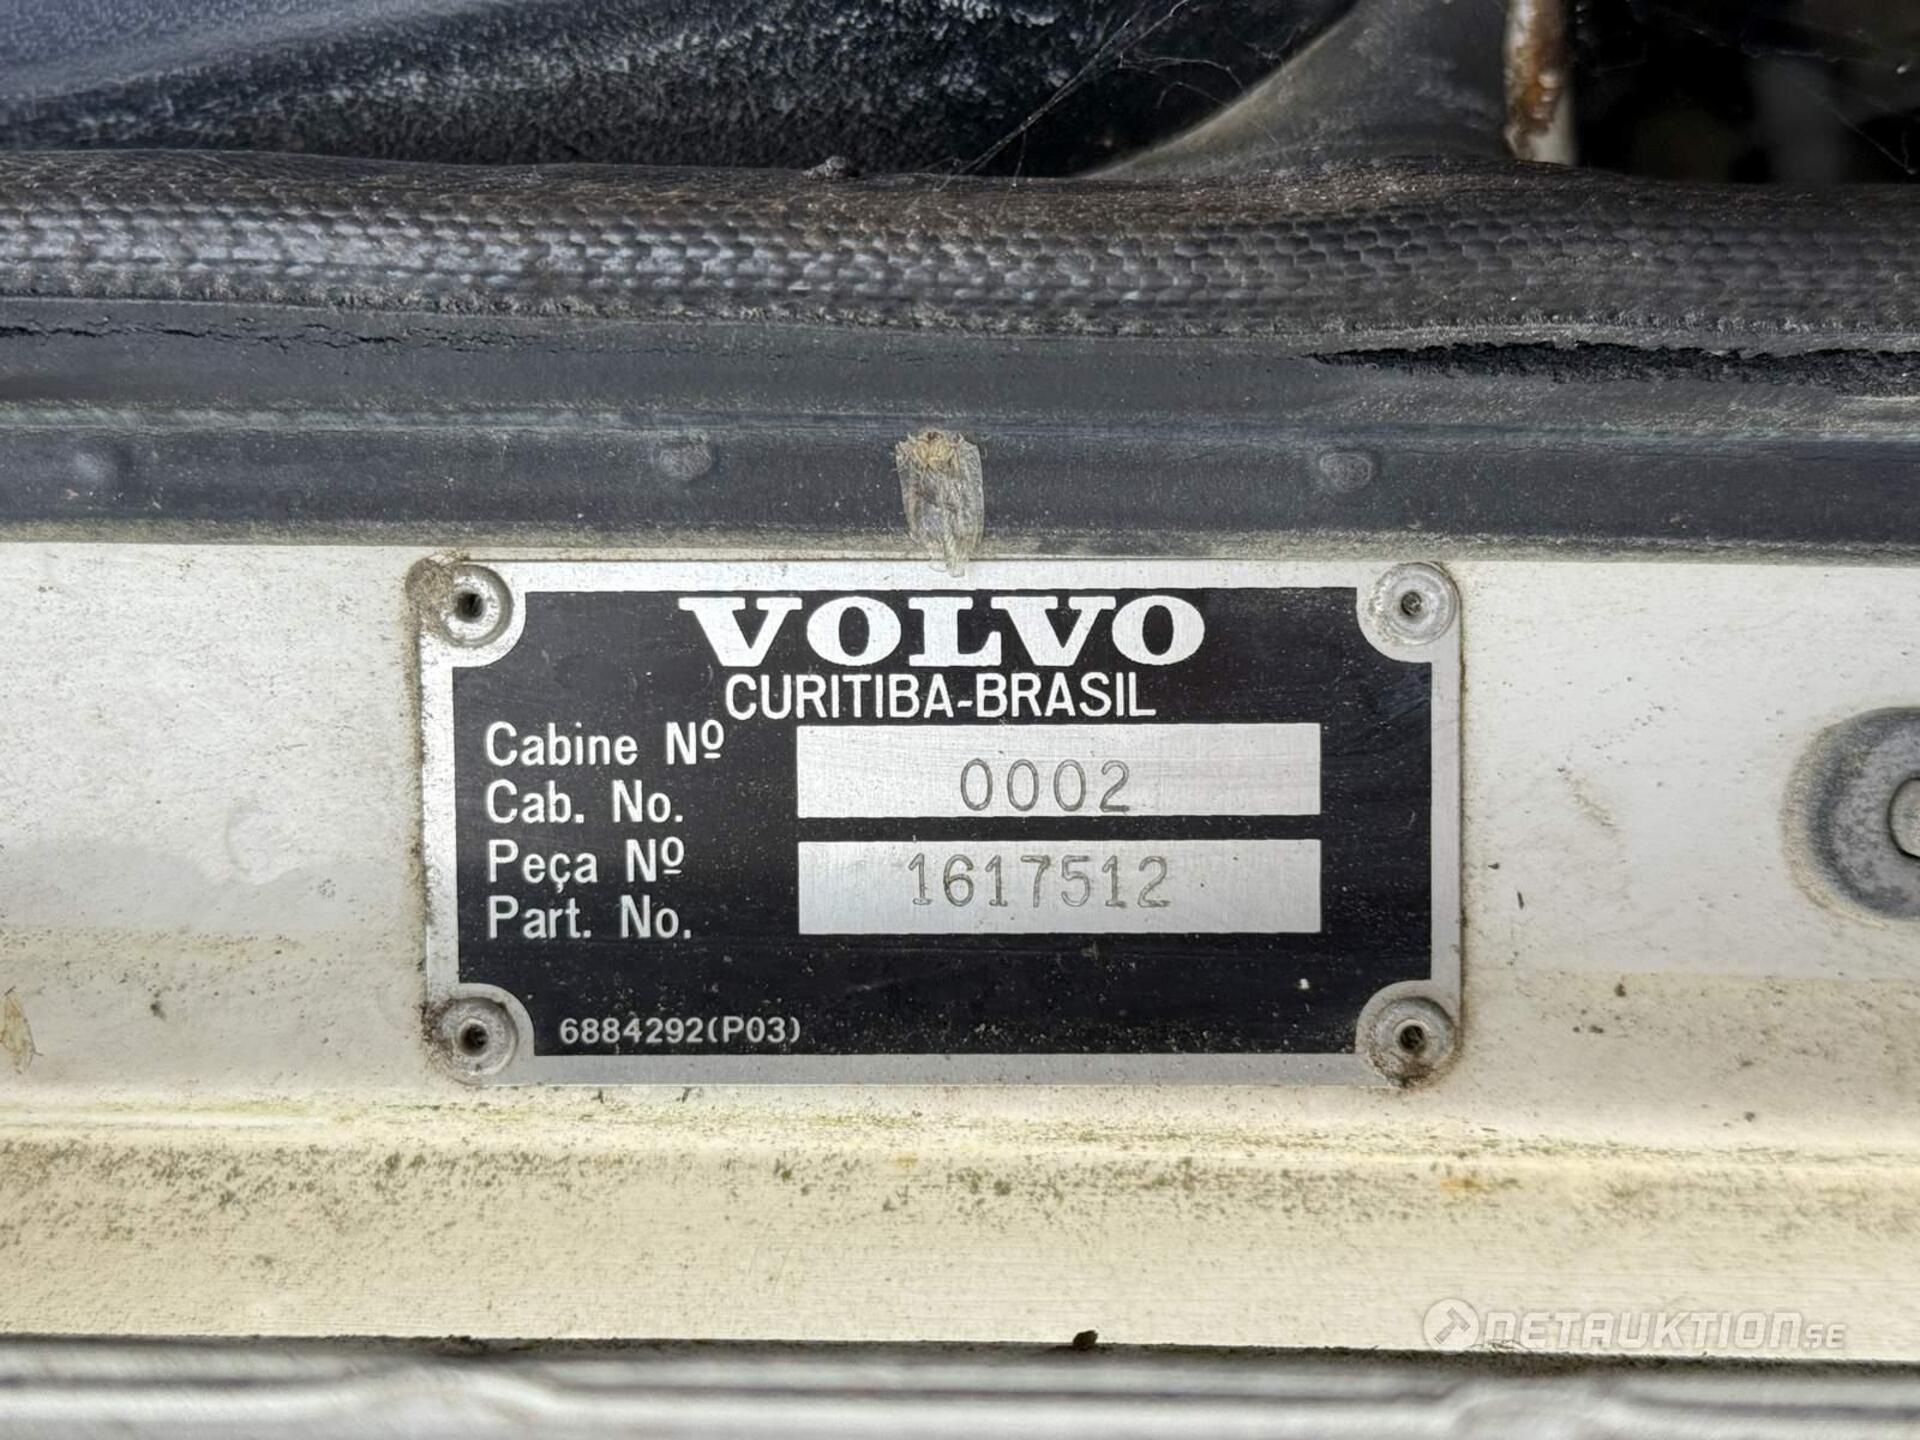 VOLVO
CURITIBA-BRASIL
Cabine Nº
Cab. No.
0002
Peça Nº
Part. No.
1617512
6884292(P03)
NETAUKTION.SE